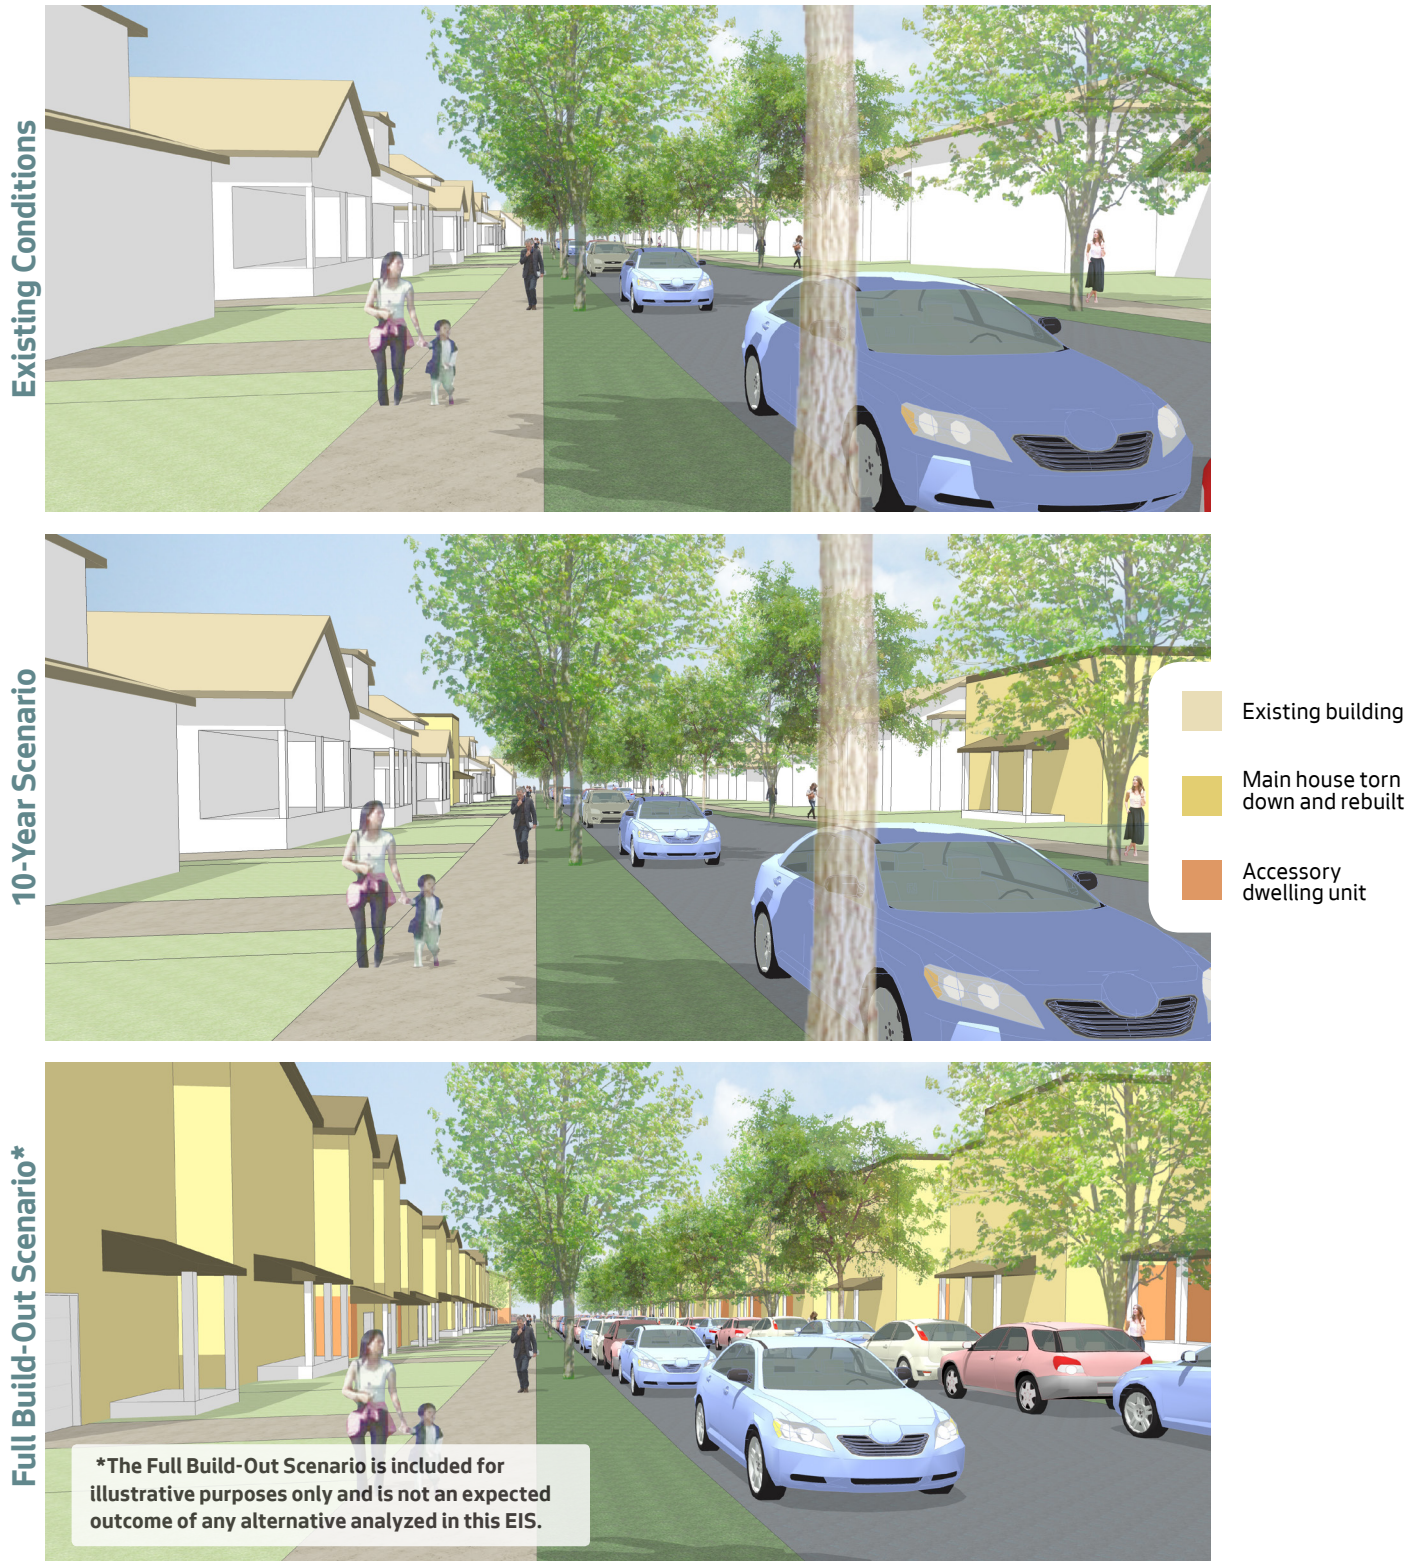 Existing Conditions
10-Year Scenario
Existing building
Main house torn
down and rebuilt
Accessory
dwelling unit
Full Build-Out Scenario*
*The Full Build-Out Scenario is included for
illustrative purposes only and is not an expected
outcome of any alternative analyzed in this EIS.